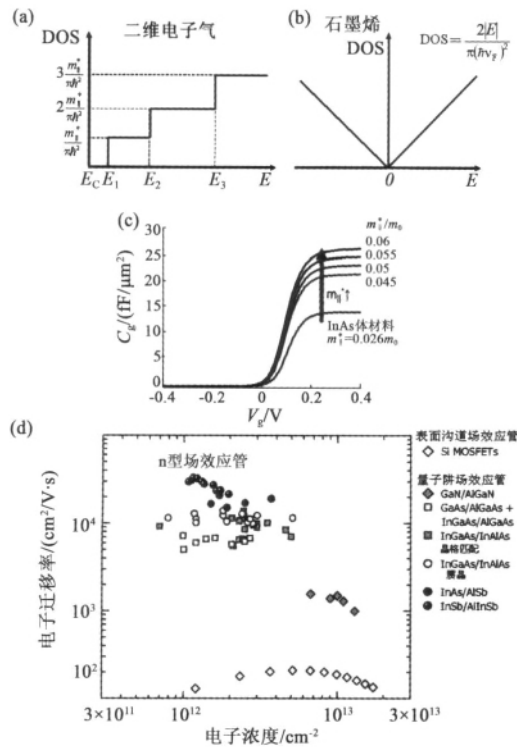 (a)
二维电子气
DOS
3 m∥*/πħ²
2 m∥*/πħ²
m∥*/πħ²
E_C E_1 E_2 E_3 E
(b)
石墨烯
DOS
DOS=2|E|/π(ħν_F)²
0 E
(c)
C_g/(fF/μm²)
30
25
20
15
10
5
0
m∥*/m₀
0.06
0.055
0.05
0.045
m∥*↑
InAs体材料
m∥*=0.026m₀
-0.4 -0.2 0 0.2 0.4
V_g/V
(d)
n型场效应管
电子迁移率/(cm²/V·s)
10⁴
10³
10²
3×10¹¹ 10¹² 10¹³ 3×10¹³
电子浓度/cm⁻²
表面沟道场效应管
Si MOSFETs
量子阱场效应管
GaN/AlGaN
GaAs/AlGaAs +
InGaAs/AlGaAs
InGaAs/InAlAs
晶格匹配
InGaAs/InAlAs
InAs/AlSb
InSb/AlInSb